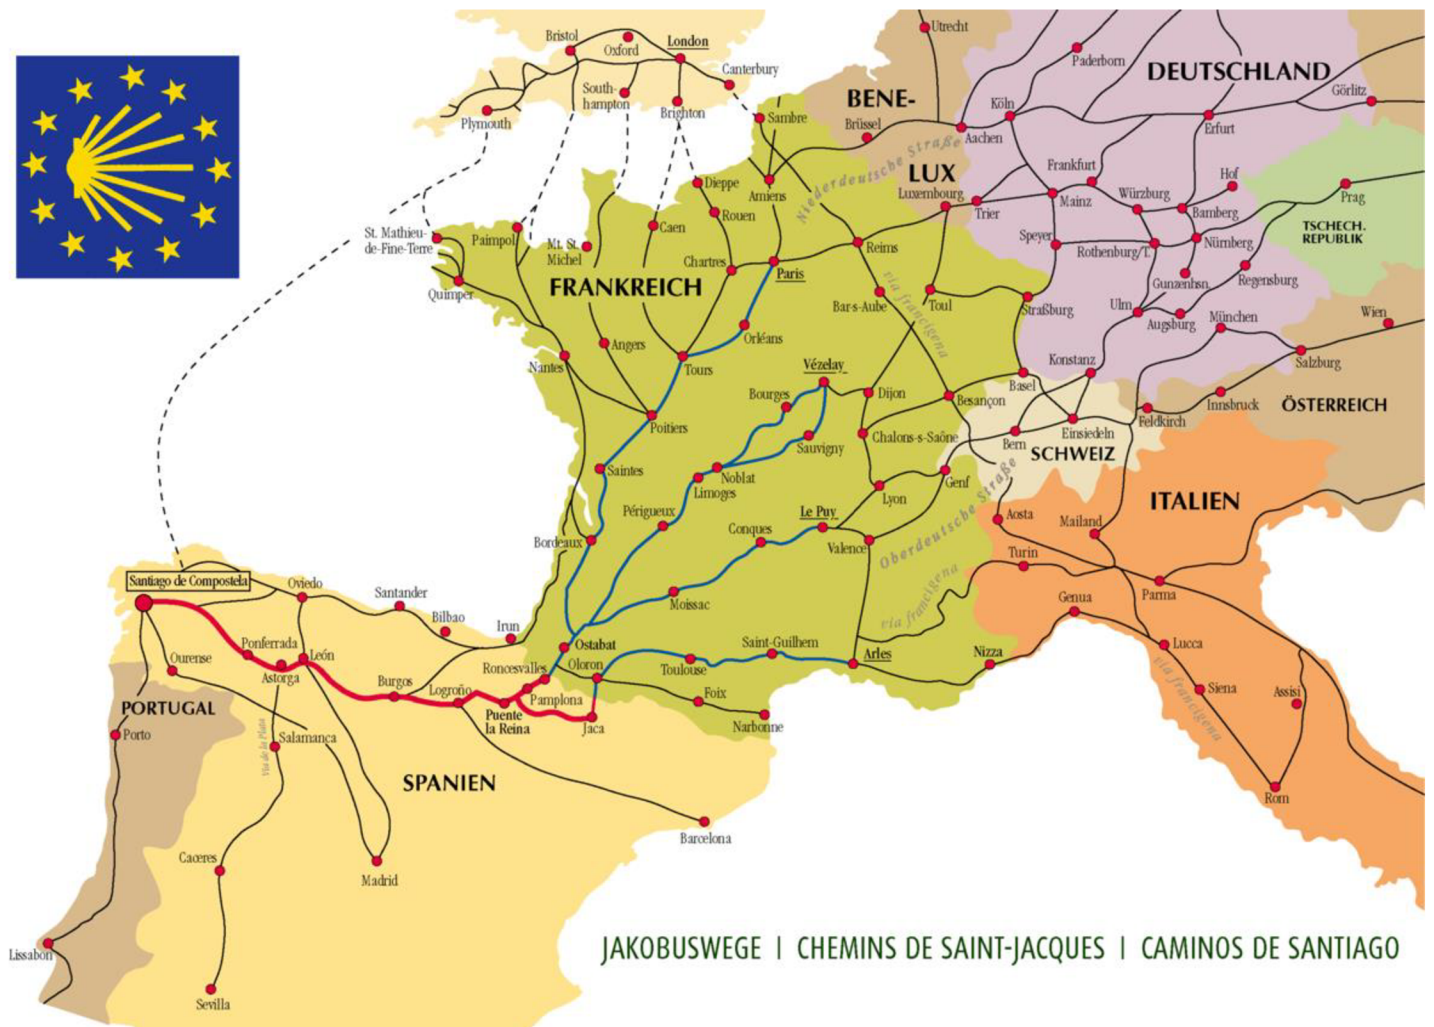 Utrecht
Bristol
Oxford
London
Paderborn
DEUTSCHLAND
Canterbury
South-
hampton
BENE-
Köln
Görlitz
Plymouth
Brighton
Sambre
Brüssel
Aachen
Erfurt
Niederdeutsche Straße
LUX
Frankfurt
Hof
Dieppe
Amiens
Luxembourg
Trier
Mainz
Würzburg
Bamberg
Prag
Rouen
TSCHECH.
REPUBLIK
St. Mathieu-
de-Fine-Terre
Paimpol
Mt. St.
Michel
Caen
Reims
Speyer
Rothenburg/T.
Nürnberg
Chartres
Paris
Quimper
FRANKREICH
via francigena
Bar-s-Aube
Toul
Straßburg
Gunzenhsn.
Regensburg
Ulm
Augsburg
München
Wien
Orléans
Angers
Nantes
Tours
Vézelay
Konstanz
Salzburg
Bourges
Dijon
Basel
Besançon
Innsbruck
ÖSTERREICH
Poitiers
Sauvigny
Chalons-s-Saône
Bern
Einsiedeln
Feldkirch
SCHWEIZ
Saintes
Noblat
Limoges
Genf
Lyon
ITALIEN
Périgueux
Le Puy
Conques
Oberdeutsche Straße
Aosta
Mailand
Bordeaux
Valence
Turin
Santiago de Compostela
Oviedo
Santander
Moissac
via francigena
Genua
Parma
Bilbao
Irun
Ponferrada
Ostabat
Saint-Guilhem
Lucca
Ourense
León
Astorga
Roncesvalles
Oloron
Toulouse
Arles
Nizza
via francigena
Burgos
Logroño
Pamplona
Foix
Siena
Assisi
PORTUGAL
Puente
la Reina
Jaca
Narbonne
Porto
Via de la Plata
Salamanca
SPANIEN
Rom
Barcelona
Caceres
Madrid
Lissabon
JAKOBUSWEGE | CHEMINS DE SAINT-JACQUES | CAMINOS DE SANTIAGO
Sevilla